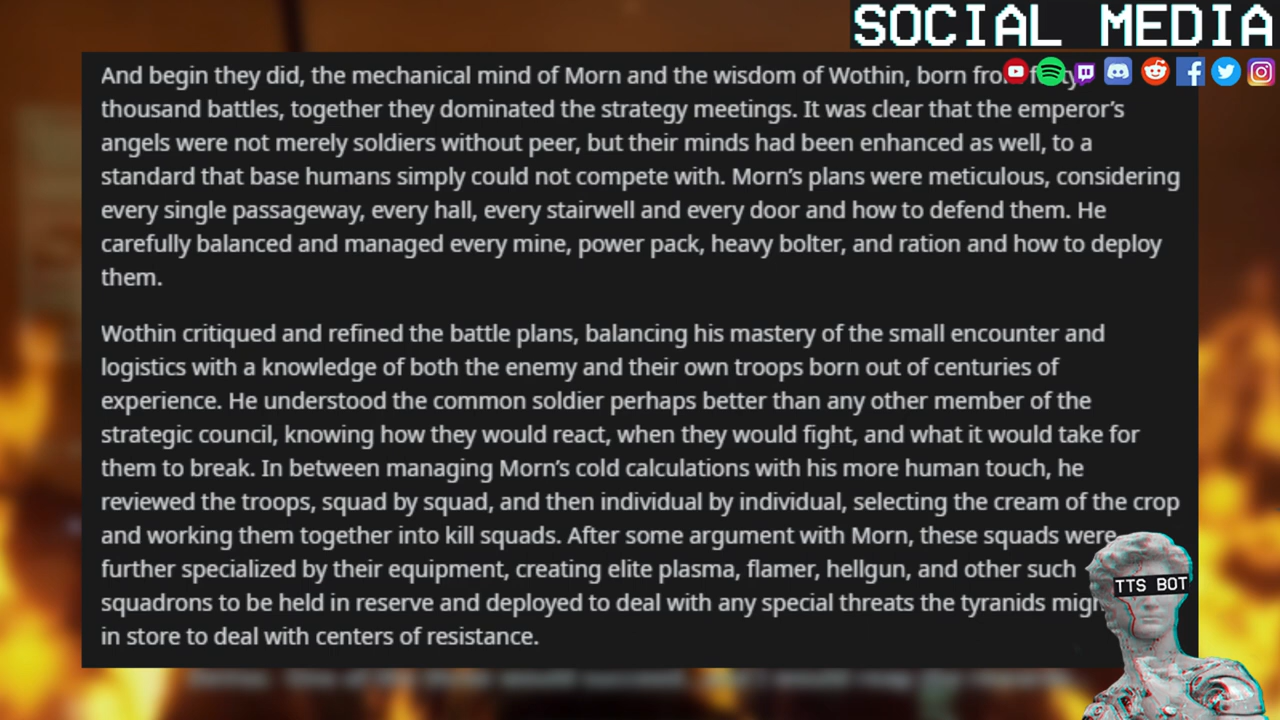 SOCIAL MEDIA
And begin they did, the mechanical mind of Morn and the wisdom of Wothin, born from
thousand battles, together they dominated the strategy meetings. It was clear that the emperor’s
angels were not merely soldiers without peer, but their minds had been enhanced as well, to a
standard that base humans simply could not compete with. Morn’s plans were meticulous, considering
every single passageway, every hall, every stairwell and every door and how to defend them. He
carefully balanced and managed every mine, power pack, heavy bolter, and ration and how to deploy
them.
Wothin critiqued and refined the battle plans, balancing his mastery of the small encounter and
logistics with a knowledge of both the enemy and their own troops born out of centuries of
experience. He understood the common soldier perhaps better than any other member of the
strategic council, knowing how they would react, when they would fight, and what it would take for
them to break. In between managing Morn’s cold calculations with his more human touch, he
reviewed the troops, squad by squad, and then individual by individual, selecting the cream of the crop
and working them together into kill squads. After some argument with Morn, these squads were
further specialized by their equipment, creating elite plasma, flamer, hellgun, and other such
squadrons to be held in reserve and deployed to deal with any special threats the tyranids
in store to deal with centers of resistance.
TTS BOT